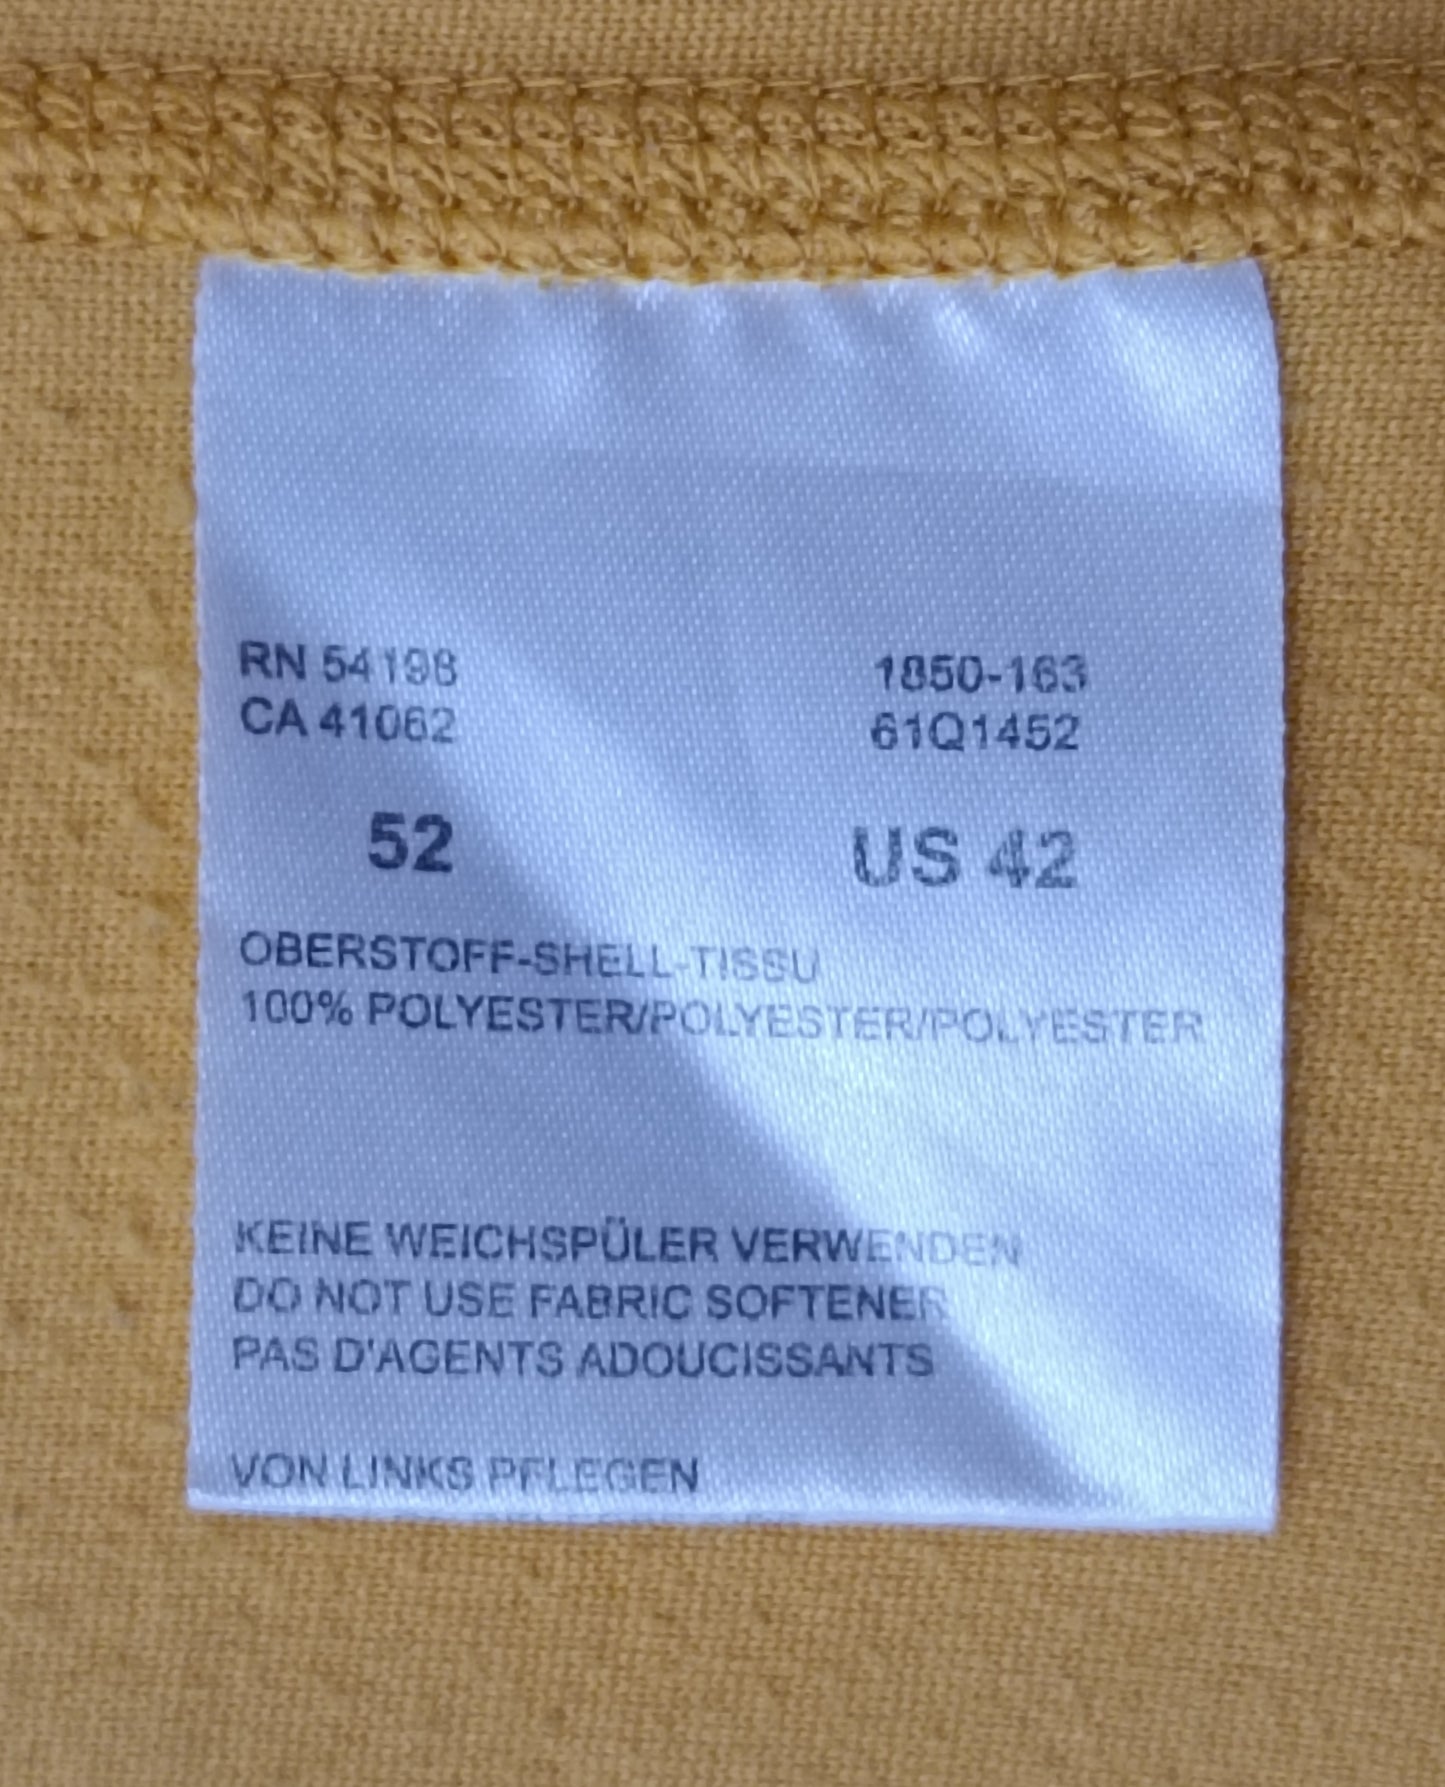 RN 54198 1850-163
CA 41062 61Q1452
52 US 42
OBERSTOFF-SHELL-TISSU
100% POLYESTER/POLYESTER/POLYESTER
KEINE WEICHSPÜLER VERWENDEN
DO NOT USE FABRIC SOFTENER
PAS D'AGENTS ADOUCISSANTS
VON LINKS PFLEGEN